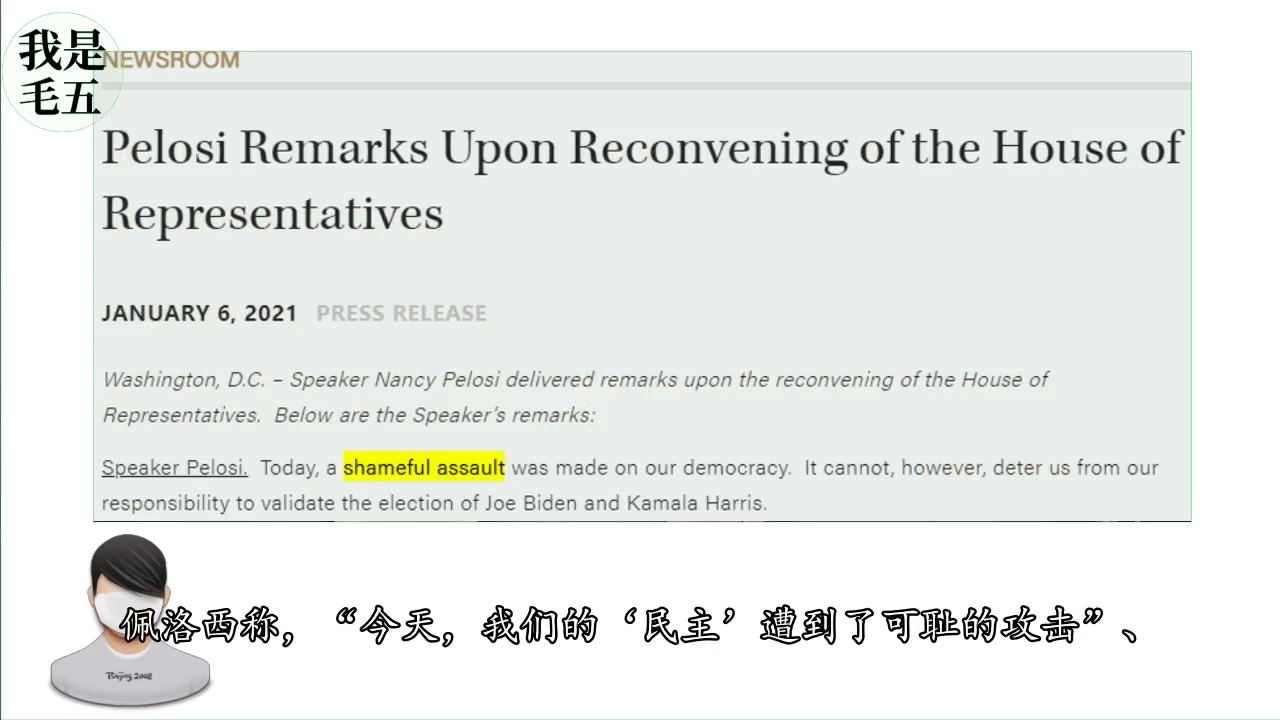 我是
毛五
NEWSROOM
Pelosi Remarks Upon Reconvening of the House of
Representatives
JANUARY 6, 2021 PRESS RELEASE
Washington, D.C. – Speaker Nancy Pelosi delivered remarks upon the reconvening of the House of
Representatives. Below are the Speaker’s remarks:
Speaker Pelosi. Today, a shameful assault was made on our democracy. It cannot, however, deter us from our
responsibility to validate the election of Joe Biden and Kamala Harris.
佩洛西称，“今天，我们的‘民主’遭到了可耻的攻击”、
Beijing 2008